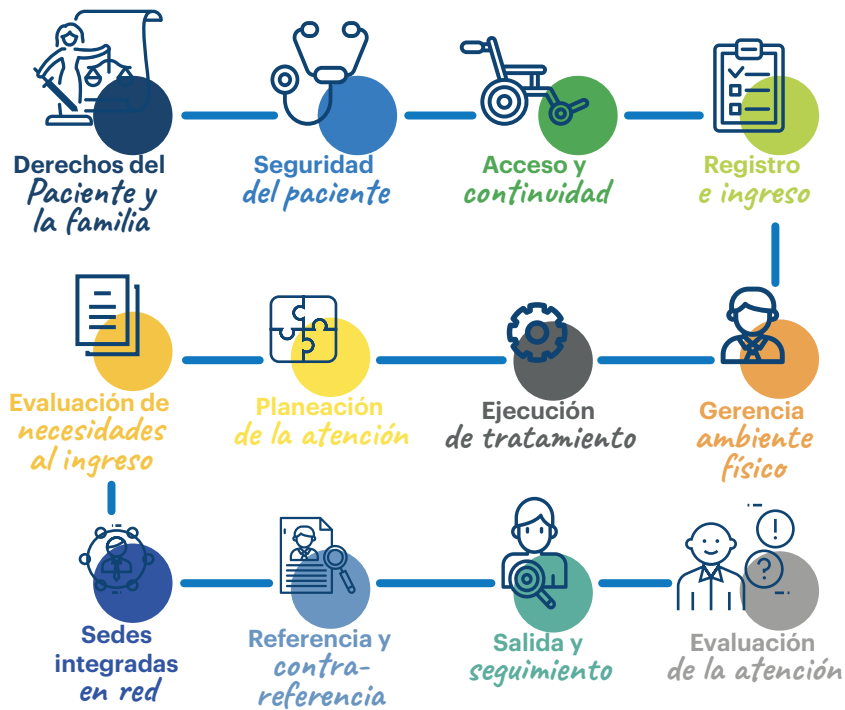 Derechos del
Paciente y
la familia
Seguridad
del paciente
Acceso y
continuidad
Registro
e ingreso
Evaluación de
necesidades
al ingreso
Planeación
de la atención
Ejecución
de tratamiento
Gerencia
ambiente
físico
Sedes
integradas
en red
Referencia y
contra-
referencia
Salida y
seguimiento
Evaluación
de la atención